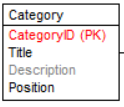 Category
CategoryID (PK)
Title
Description
Position